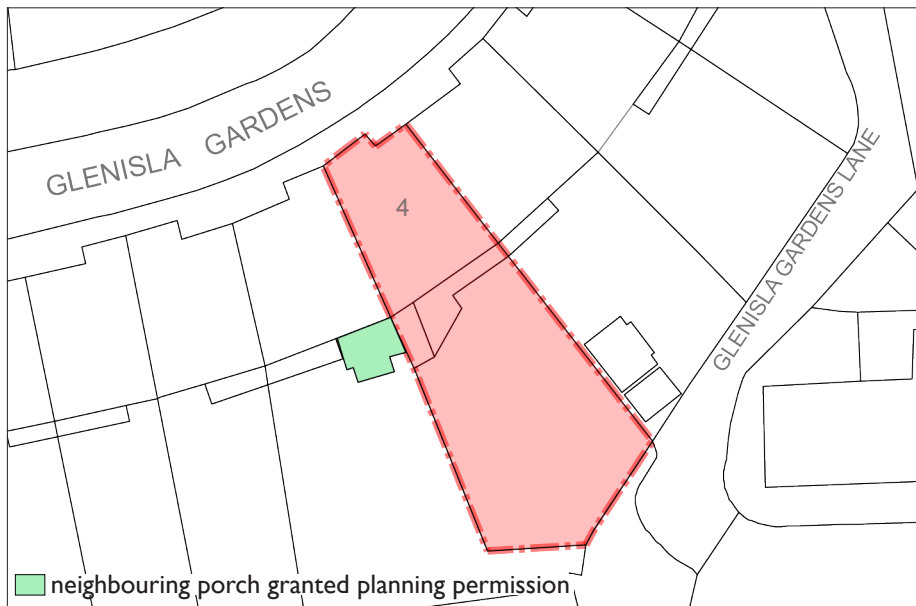 GLENISLA GARDENS
4
GLENISLA GARDENS LANE
neighbouring porch granted planning permission